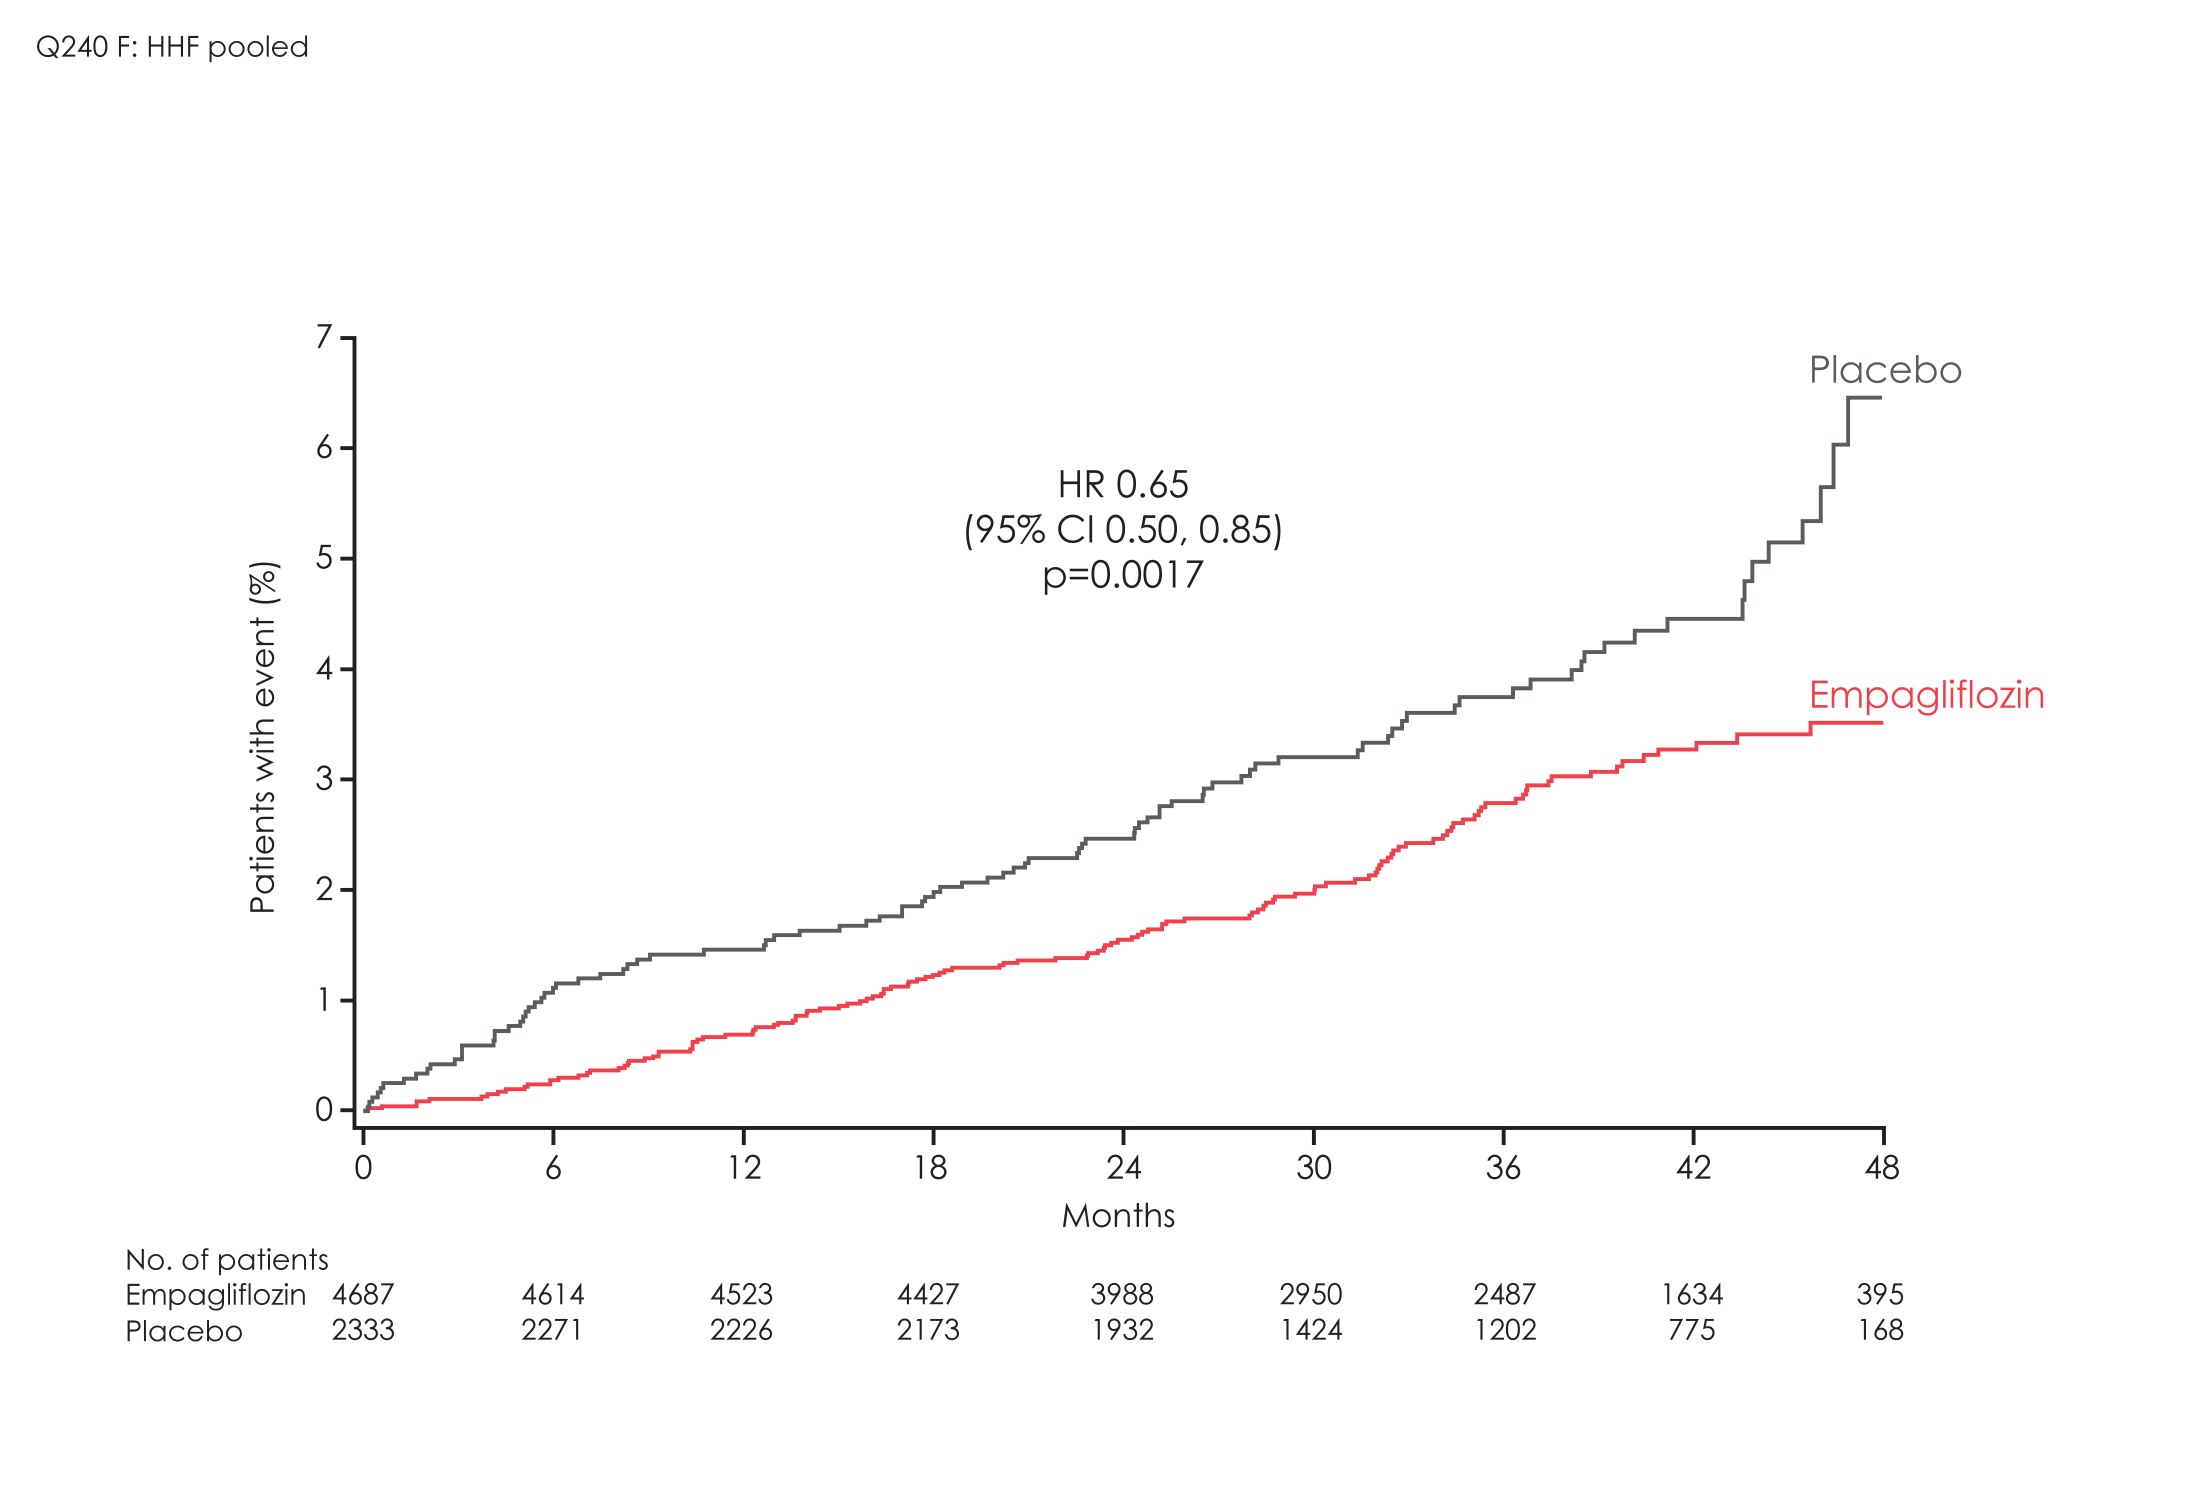 Q240 F: HHF pooled
7
6
5
4
3
2
1
0
Patients with event (%)
Placebo
HR 0.65
(95% CI 0.50, 0.85)
p=0.0017
Empagliflozin
0 6 12 18 24 30 36 42 48
Months
No. of patients
Empagliflozin 4687 4614 4523 4427 3988 2950 2487 1634 395
Placebo 2333 2271 2226 2173 1932 1424 1202 775 168